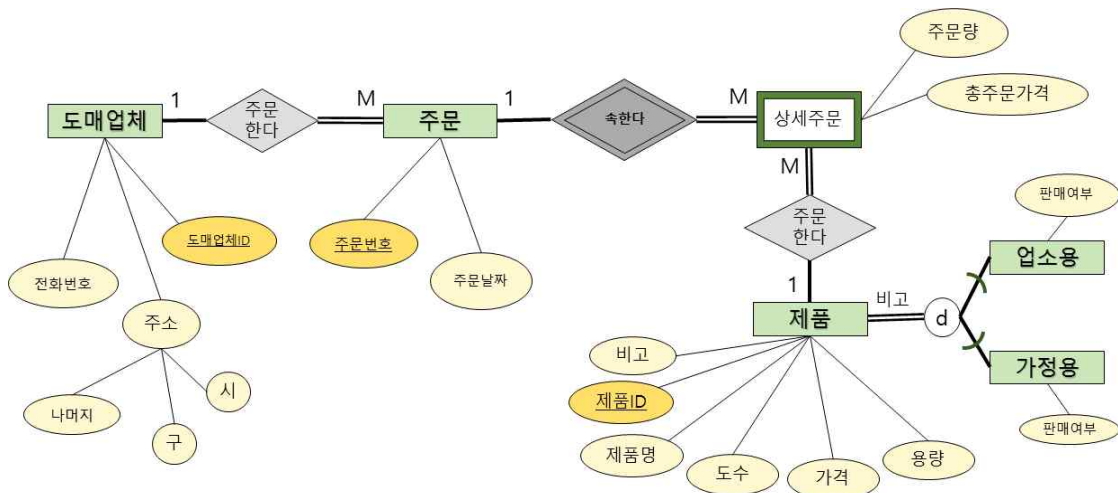 주문량
총주문가격
도매업체
1
주문
한다
M
주문
1
속한다
M
상세주문
M
주문
한다
1
판매여부
업소용
도매업체ID
주문번호
전화번호
주문날짜
주소
제품
비고
d
가정용
판매여부
비고
제품ID
제품명
도수
가격
용량
나머지
구
시